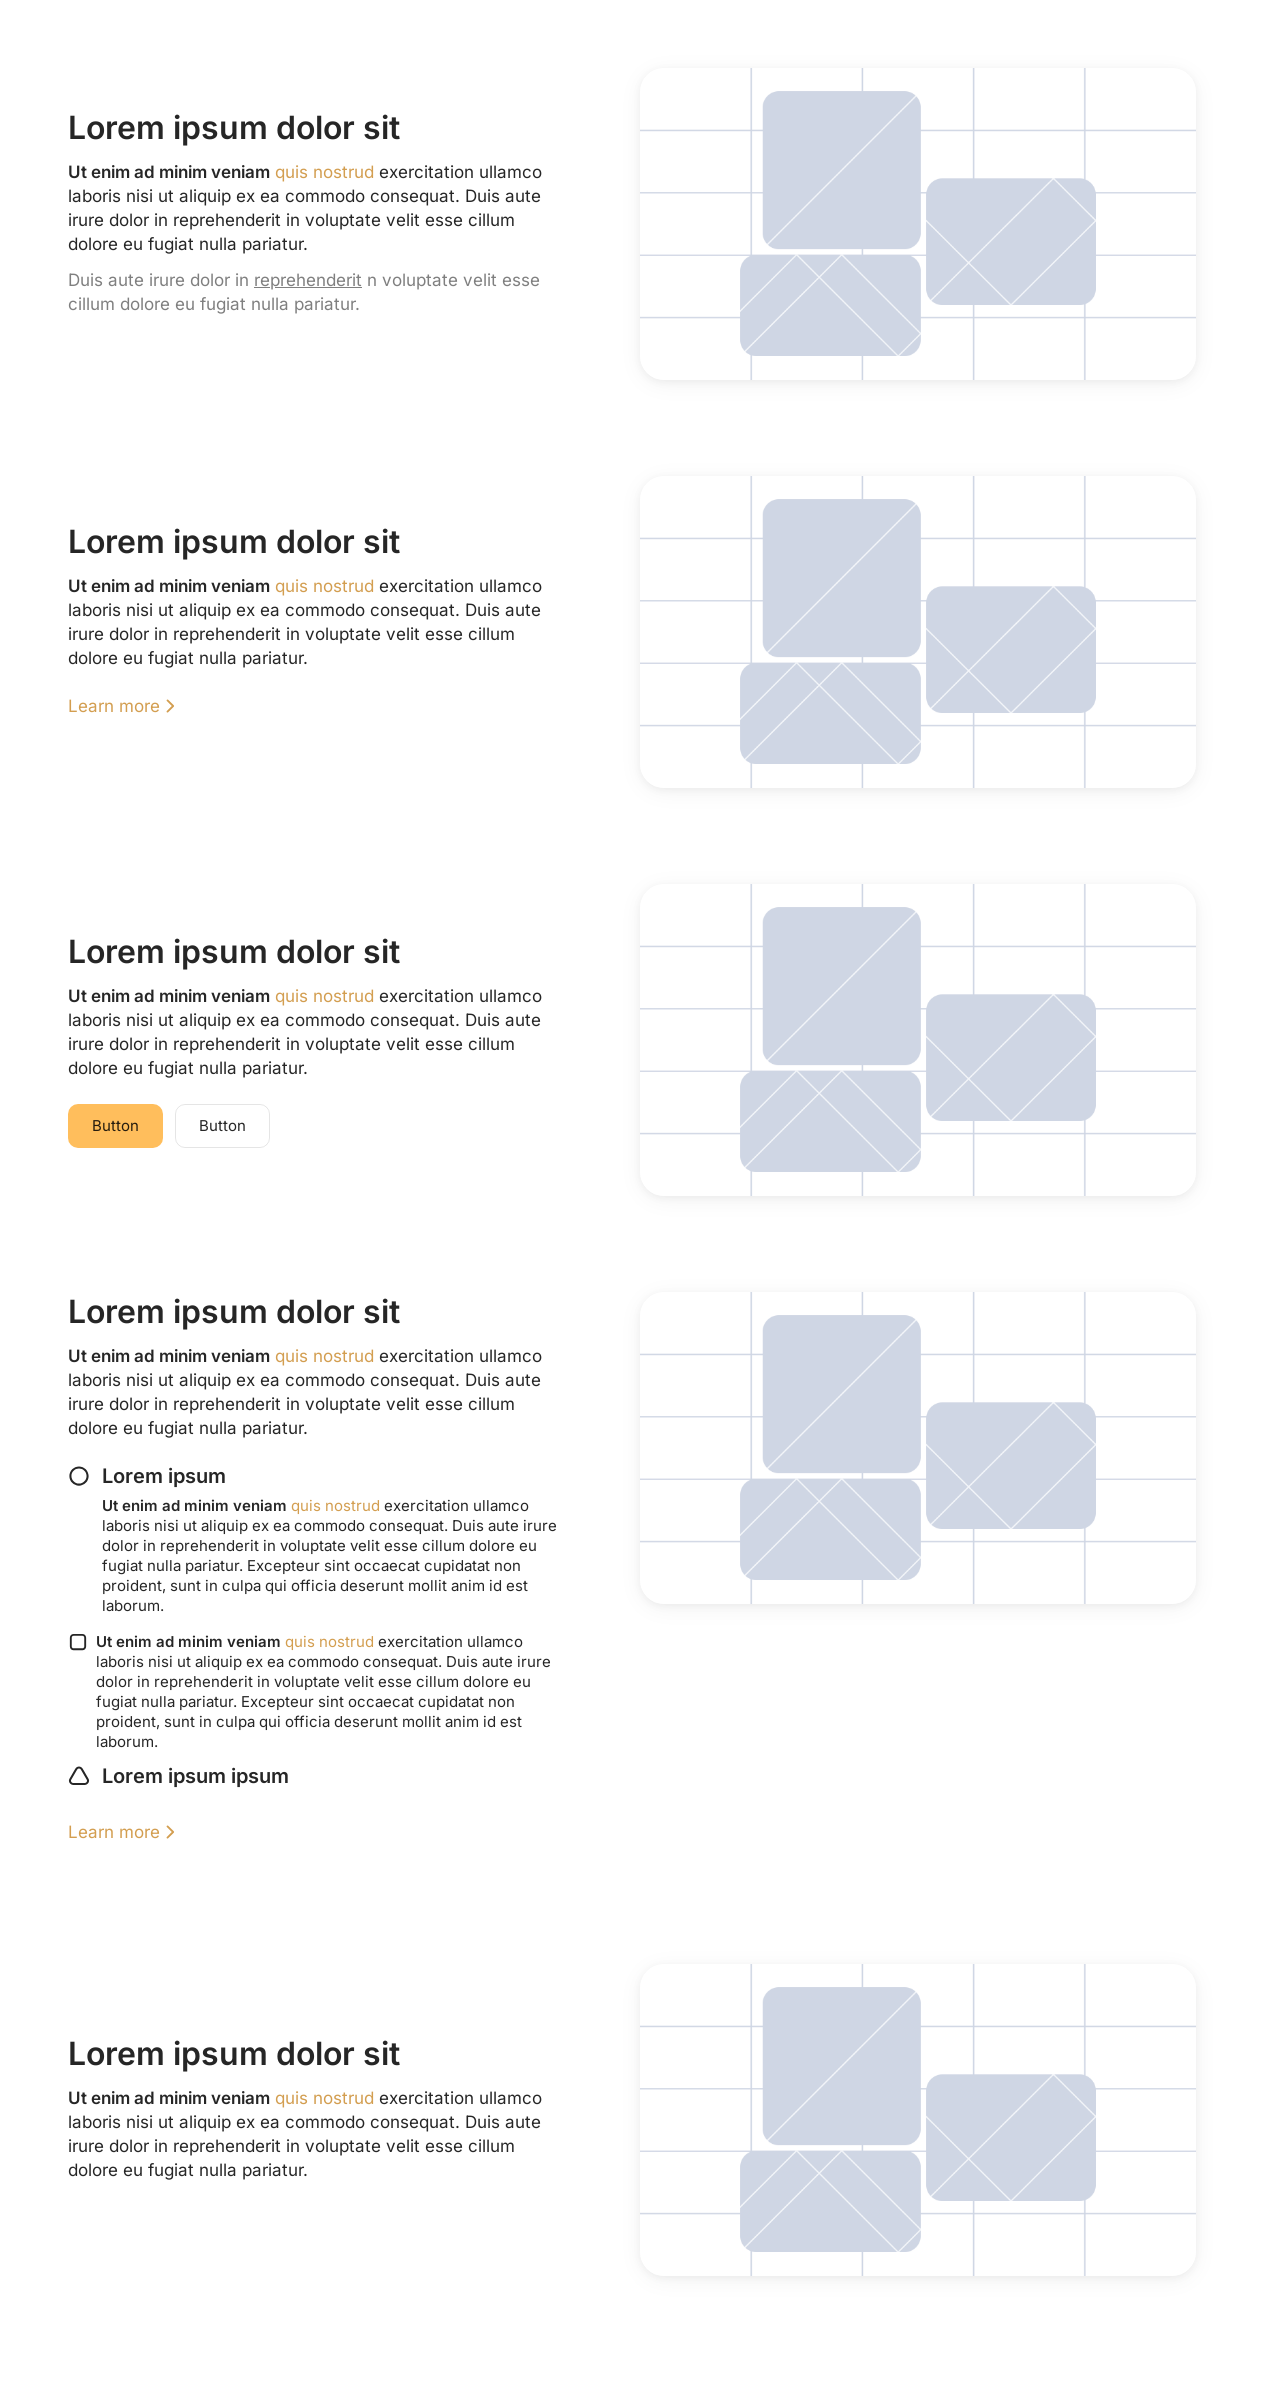 Lorem ipsum dolor sit
Ut enim ad minim veniam quis nostrud exercitation ullamco
laboris nisi ut aliquip ex ea commodo consequat. Duis aute
irure dolor in reprehenderit in voluptate velit esse cillum
dolore eu fugiat nulla pariatur.
Duis aute irure dolor in reprehenderit n voluptate velit esse
cillum dolore eu fugiat nulla pariatur.
Lorem ipsum dolor sit
Ut enim ad minim veniam quis nostrud exercitation ullamco
laboris nisi ut aliquip ex ea commodo consequat. Duis aute
irure dolor in reprehenderit in voluptate velit esse cillum
dolore eu fugiat nulla pariatur.
Learn more
Lorem ipsum dolor sit
Ut enim ad minim veniam quis nostrud exercitation ullamco
laboris nisi ut aliquip ex ea commodo consequat. Duis aute
irure dolor in reprehenderit in voluptate velit esse cillum
dolore eu fugiat nulla pariatur.
Button Button
Lorem ipsum dolor sit
Ut enim ad minim veniam quis nostrud exercitation ullamco
laboris nisi ut aliquip ex ea commodo consequat. Duis aute
irure dolor in reprehenderit in voluptate velit esse cillum
dolore eu fugiat nulla pariatur.
Lorem ipsum
Ut enim ad minim veniam quis nostrud exercitation ullamco
laboris nisi ut aliquip ex ea commodo consequat. Duis aute irure
dolor in reprehenderit in voluptate velit esse cillum dolore eu
fugiat nulla pariatur. Excepteur sint occaecat cupidatat non
proident, sunt in culpa qui officia deserunt mollit anim id est
laborum.
Ut enim ad minim veniam quis nostrud exercitation ullamco
laboris nisi ut aliquip ex ea commodo consequat. Duis aute irure
dolor in reprehenderit in voluptate velit esse cillum dolore eu
fugiat nulla pariatur. Excepteur sint occaecat cupidatat non
proident, sunt in culpa qui officia deserunt mollit anim id est
laborum.
Lorem ipsum ipsum
Learn more
Lorem ipsum dolor sit
Ut enim ad minim veniam quis nostrud exercitation ullamco
laboris nisi ut aliquip ex ea commodo consequat. Duis aute
irure dolor in reprehenderit in voluptate velit esse cillum
dolore eu fugiat nulla pariatur.